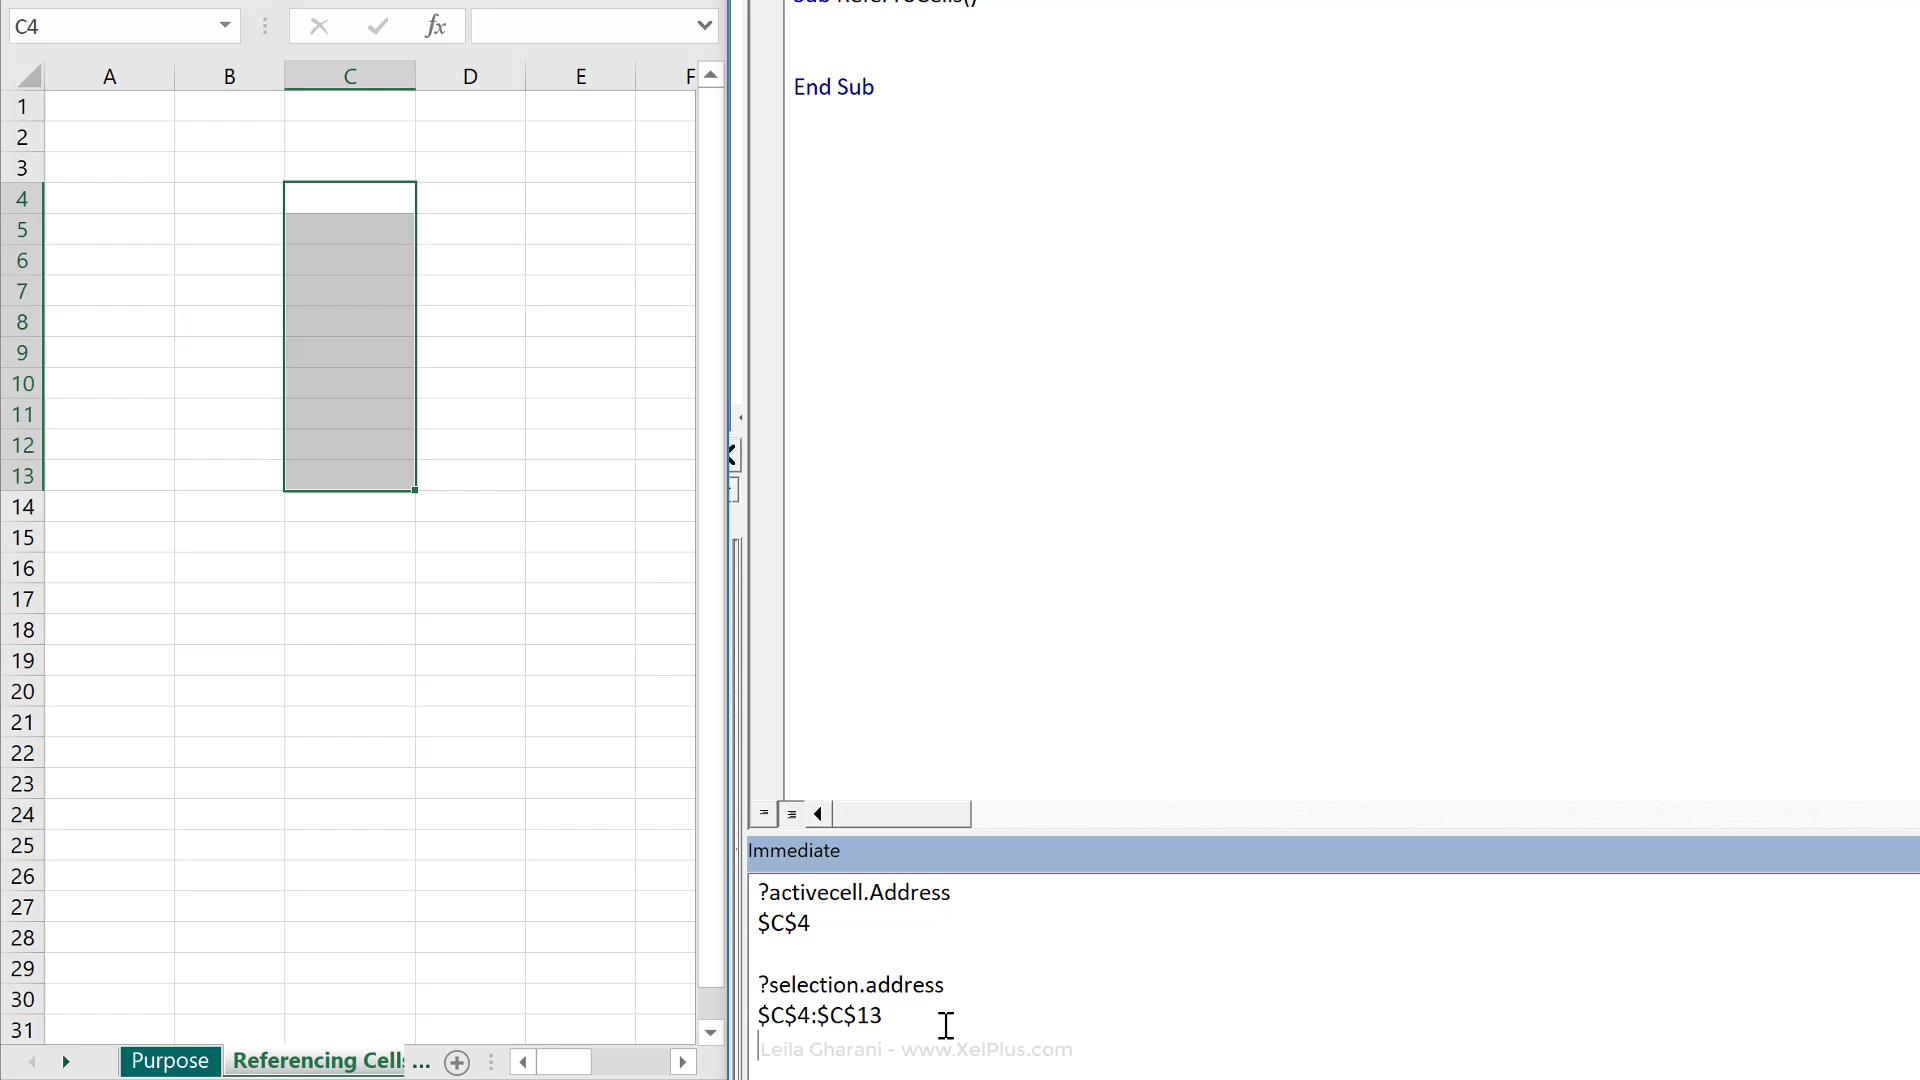 C4
fx
A B C D E F
1
2
3
4
5
6
7
8
9
10
11
12
13
14
15
16
17
18
19
20
21
22
23
24
25
26
27
28
29
30
31
Purpose
Referencing Cells ...
End Sub
Immediate
?activecell.Address
$C$4
?selection.address
$C$4:$C$13
Leila Gharani - www.XelPlus.com